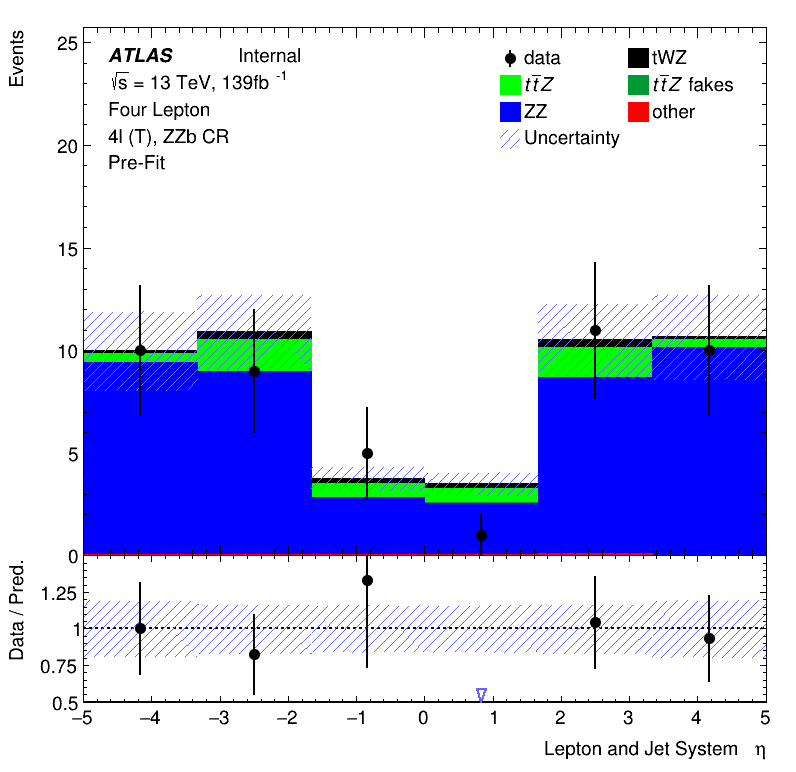 Events
25
20
15
10
5
0
ATLAS Internal
√s = 13 TeV, 139fb⁻¹
Four Lepton
4l (T), ZZb CR
Pre-Fit
data
tt̄Z
ZZ
Uncertainty
tWZ
tt̄Z fakes
other
Data / Pred.
1.25
1
0.75
0.5
−5 −4 −3 −2 −1 0 1 2 3 4 5
Lepton and Jet System η